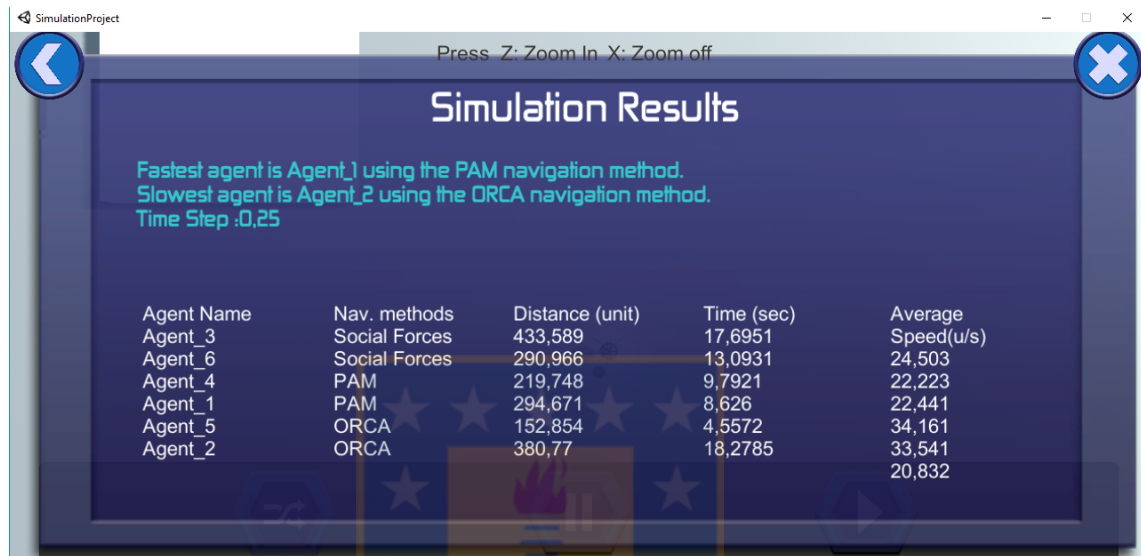 SimulationProject
Press Z: Zoom In X: Zoom off
Simulation Results
Fastest agent is Agent_1 using the PAM navigation method.
Slowest agent is Agent_2 using the ORCA navigation method.
Time Step :0,25
Agent Name Nav. methods Distance (unit) Time (sec) Average
Agent_3 Social Forces 433,589 17,6951 Speed(u/s)
Agent_6 Social Forces 290,966 13,0931 24,503
Agent_4 PAM 219,748 9,7921 22,223
Agent_1 PAM 294,671 8,626 22,441
Agent_5 ORCA 152,854 4,5572 34,161
Agent_2 ORCA 380,77 18,2785 33,541
20,832